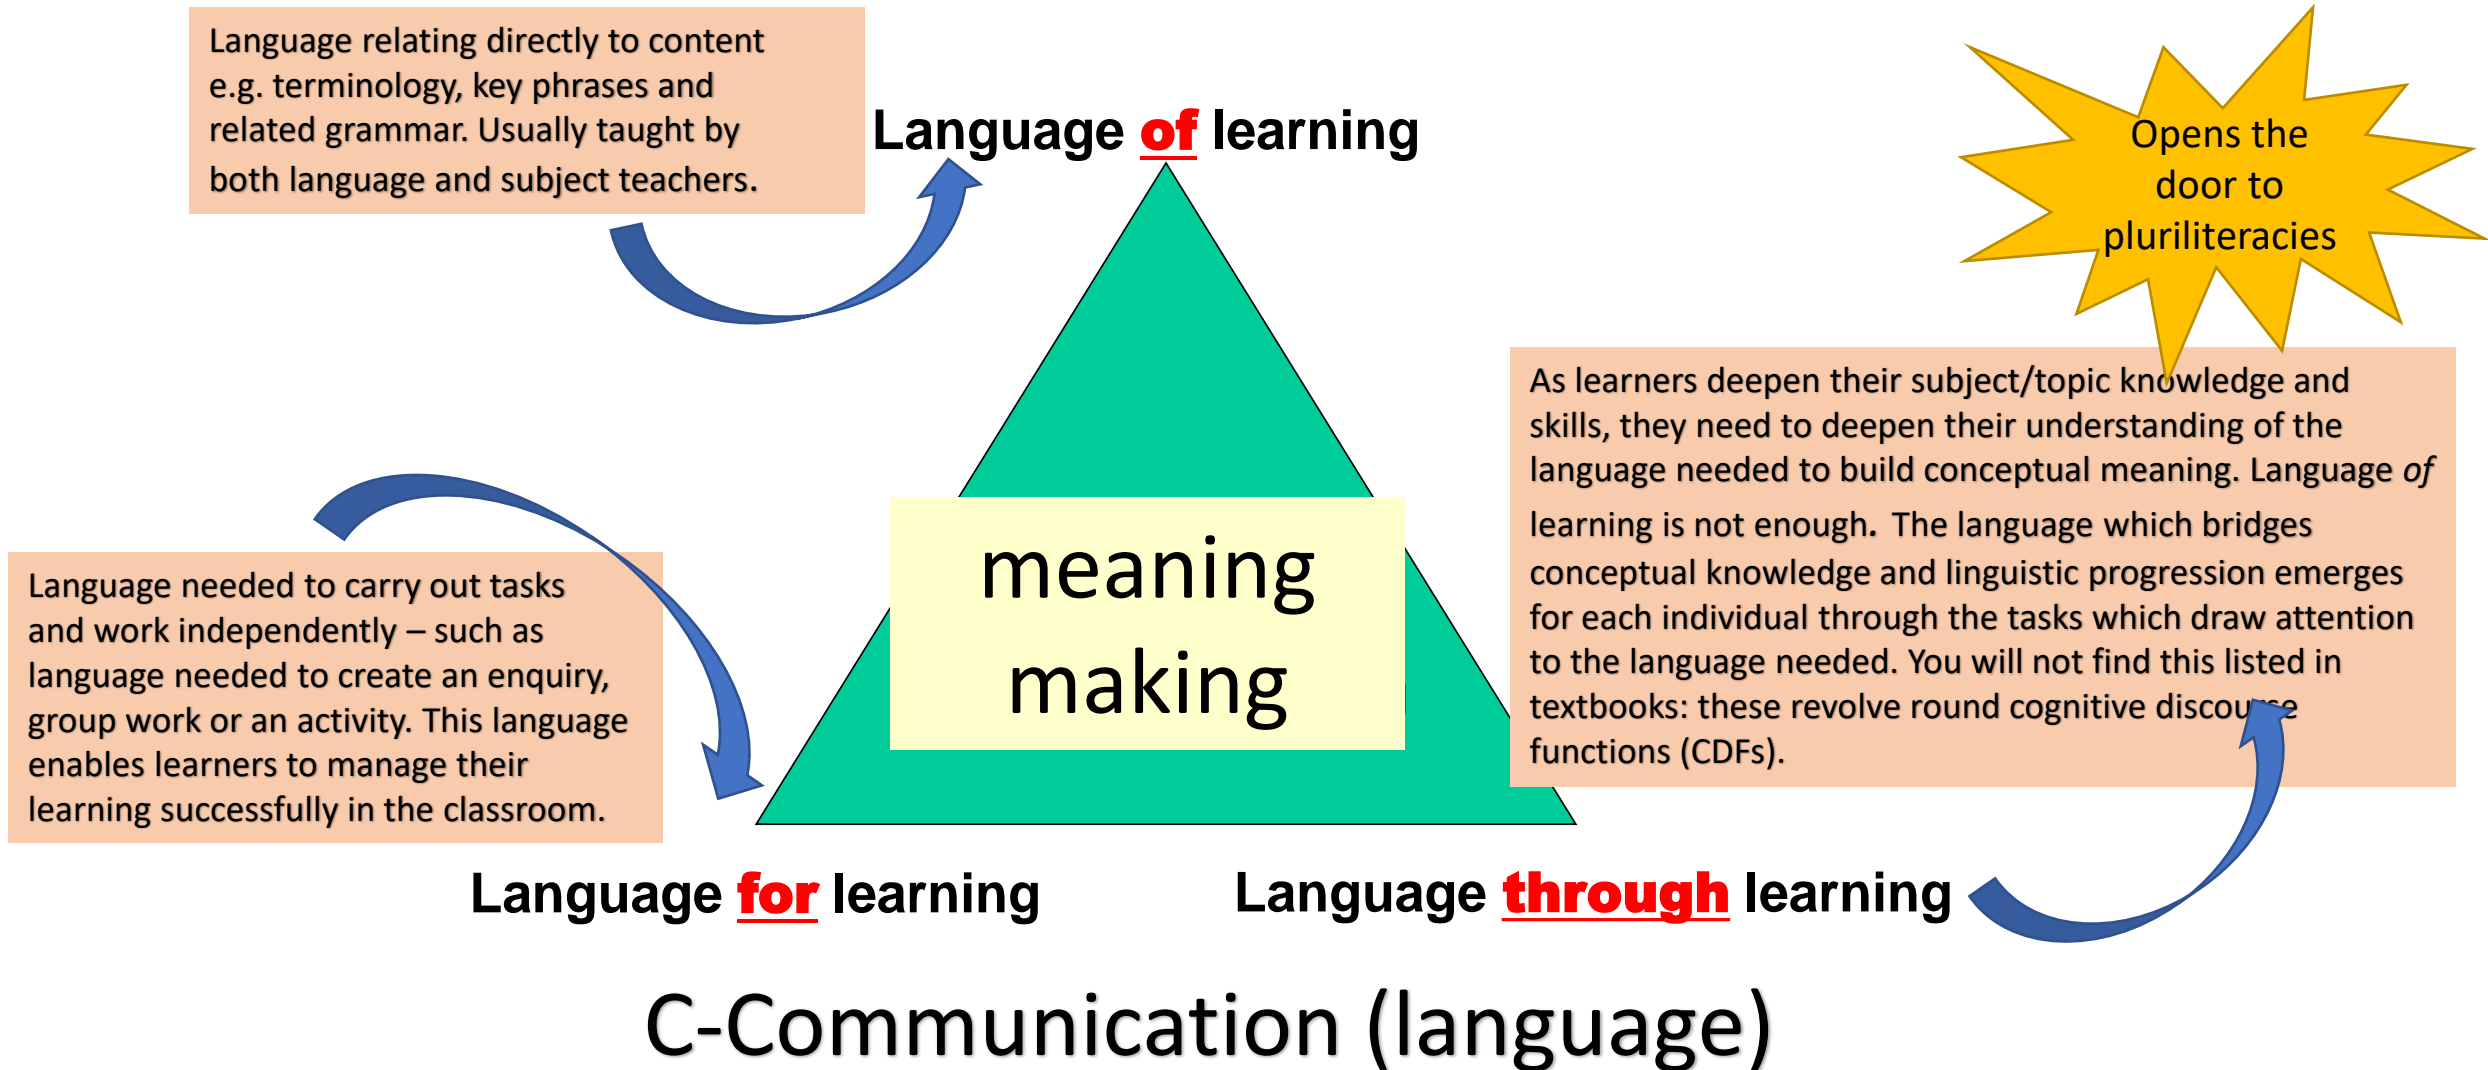 Language relating directly to content
e.g. terminology, key phrases and
related grammar. Usually taught by
both language and subject teachers.
Language of learning
Opens the
door to
pluriliteracies
As learners deepen their subject/topic knowledge and
skills, they need to deepen their understanding of the
language needed to build conceptual meaning. Language of
learning is not enough. The language which bridges
conceptual knowledge and linguistic progression emerges
for each individual through the tasks which draw attention
to the language needed. You will not find this listed in
textbooks: these revolve round cognitive discourse
functions (CDFs).
meaning
making
Language needed to carry out tasks
and work independently – such as
language needed to create an enquiry,
group work or an activity. This language
enables learners to manage their
learning successfully in the classroom.
Language for learning
Language through learning
C-Communication (language)